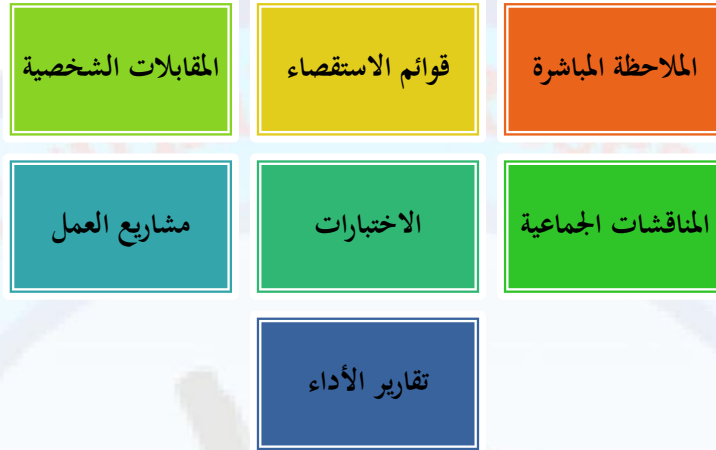 الملاحظة المباشرة
قوائم الاستقصاء
المقابلات الشخصية
المناقشات الجماعية
الاختبارات
مشاريع العمل
تقارير الأداء